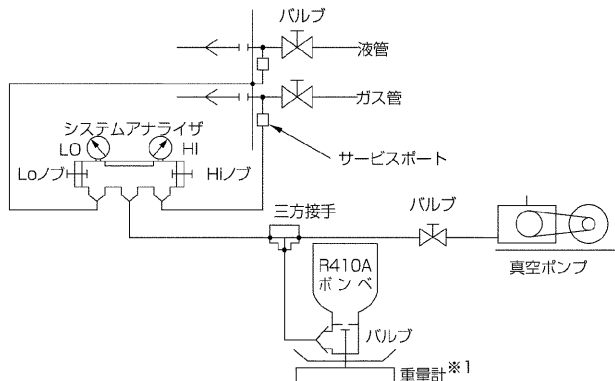 バルブ
液管
ガス管
システムアナライザ
LO
HI
Loノブ
Hiノブ
サービスポート
三方接手
バルブ
R410A
ボンベ
真空ポンプ
バルブ
重量計※1